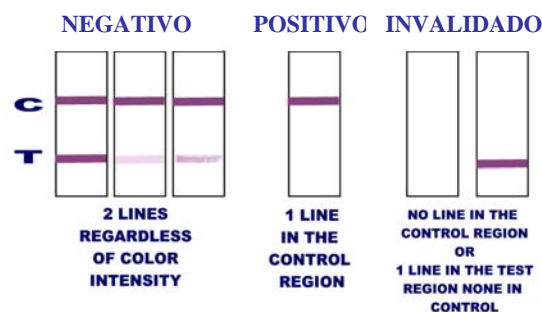 NEGATIVO POSITIVO INVALIDADO
C
T
2 LINES
REGARDLESS
OF COLOR
INTENSITY
1 LINE
IN THE
CONTROL
REGION
NO LINE IN THE
CONTROL REGION
OR
1 LINE IN THE TEST
REGION NONE IN
CONTROL